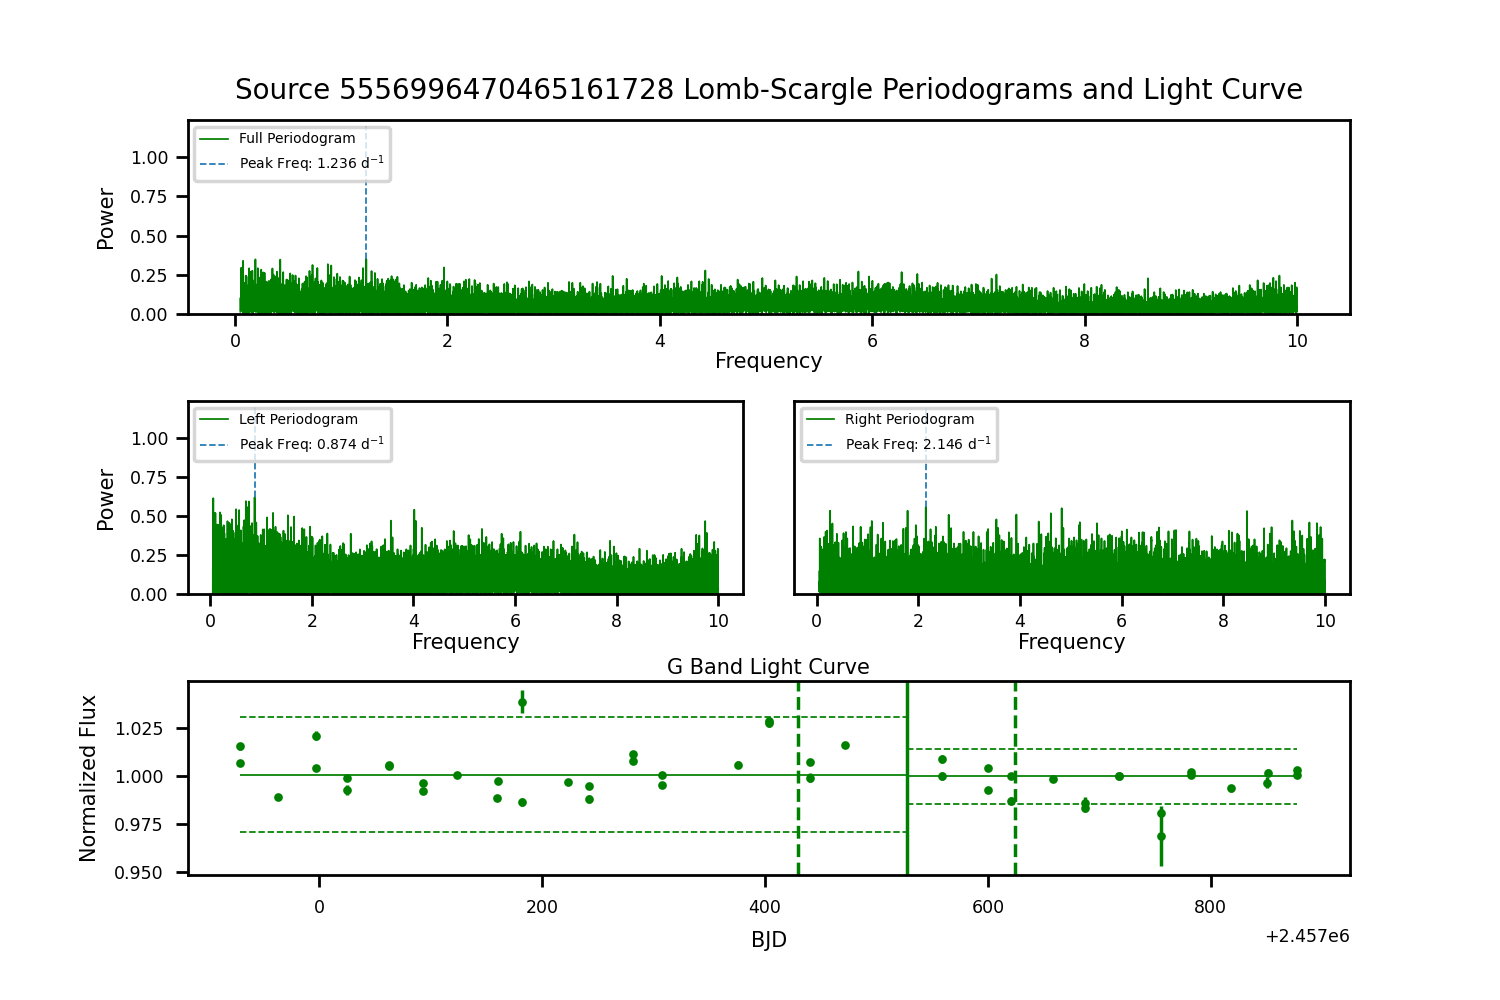 Source 5556996470465161728 Lomb-Scargle Periodograms and Light Curve
Full Periodogram
Peak Freq: 1.236 d⁻¹
1.00
0.75
0.50
0.25
0.00
Power
0 2 4 6 8 10
Frequency
Left Periodogram
Peak Freq: 0.874 d⁻¹
1.00
0.75
0.50
0.25
0.00
Power
0 2 4 6 8 10
Frequency
Right Periodogram
Peak Freq: 2.146 d⁻¹
0 2 4 6 8 10
Frequency
G Band Light Curve
1.025
1.000
0.975
0.950
Normalized Flux
0 200 400 600 800
BJD
+2.457e6